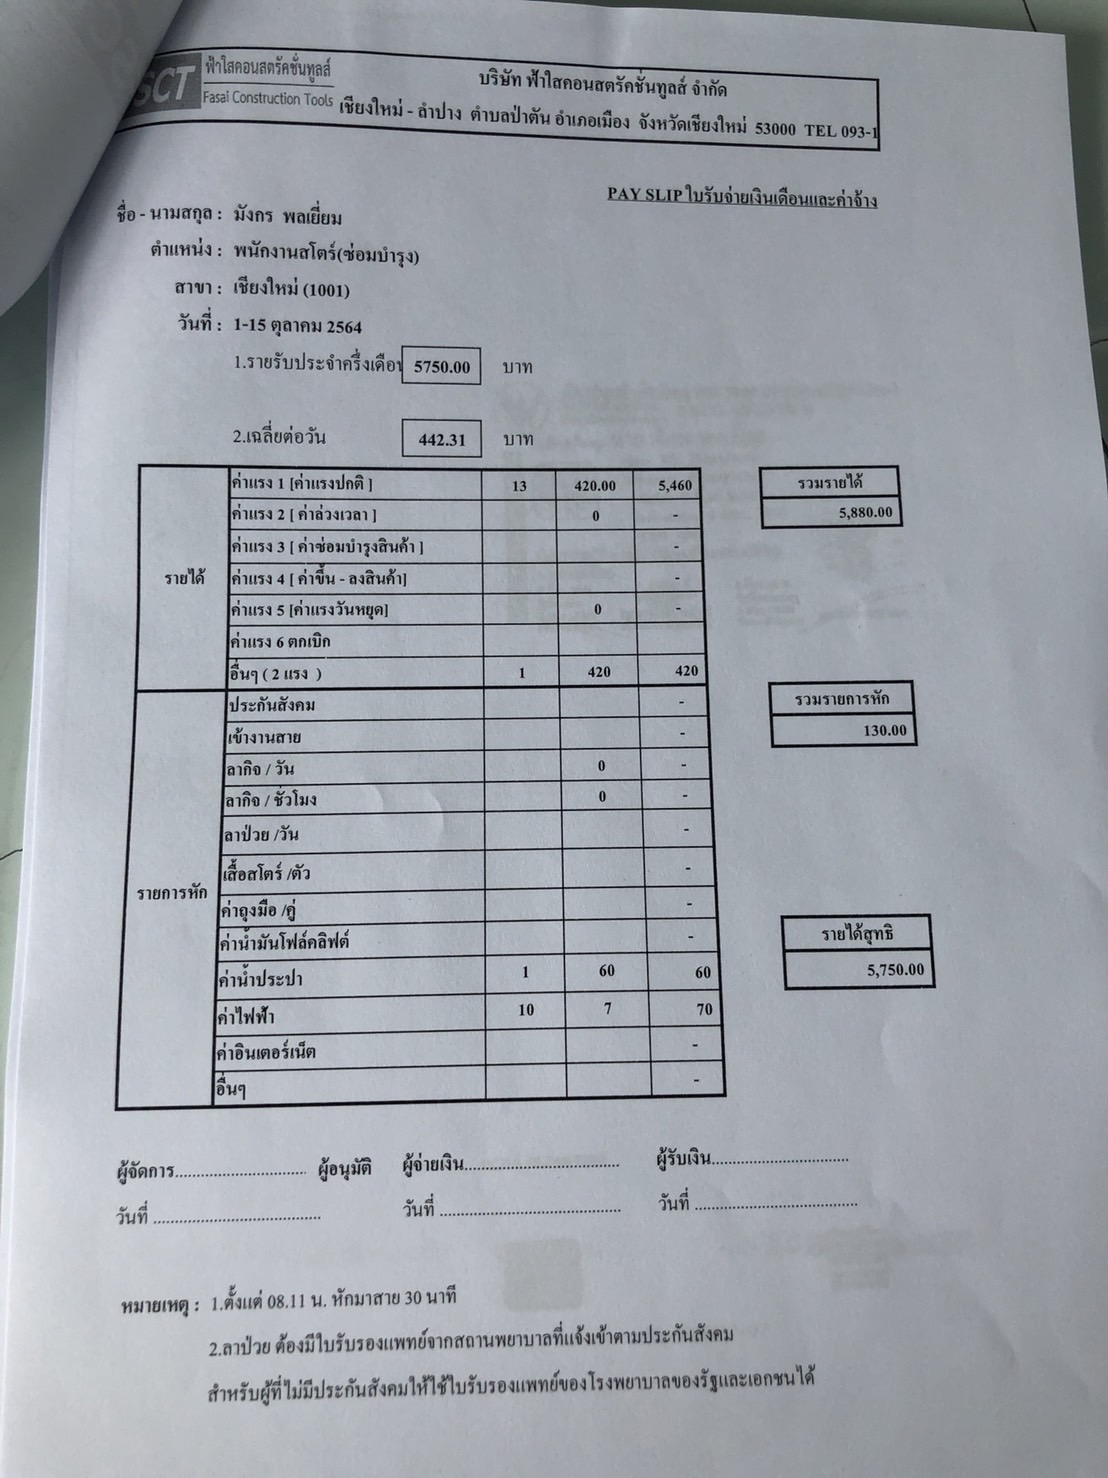 SCT ฟ้าใสคอนสตรัคชั่นทูลส์
Fasai Construction Tools
บริษัท ฟ้าใสคอนสตรัคชั่นทูลส์ จำกัด
เชียงใหม่ - ลำปาง ตำบลป่าตัน อำเภอเมือง จังหวัดเชียงใหม่ 53000 TEL 093-1
PAY SLIP ใบรับจ่ายเงินเดือนและค่าจ้าง
ชื่อ - นามสกุล : มังกร พลเยี่ยม
ตำแหน่ง : พนักงานสโตร์(ซ่อมบำรุง)
สาขา : เชียงใหม่ (1001)
วันที่ : 1-15 ตุลาคม 2564
1.รายรับประจำครึ่งเดือน 5750.00 บาท
2.เฉลี่ยต่อวัน 442.31 บาท
รายได้
ค่าแรง 1 [ค่าแรงปกติ ] 13 420.00 5,460
ค่าแรง 2 [ ค่าล่วงเวลา ] 0 -
ค่าแรง 3 [ ค่าซ่อมบำรุงสินค้า ] -
ค่าแรง 4 [ ค่าขึ้น - ลงสินค้า] -
ค่าแรง 5 [ค่าแรงวันหยุด] 0 -
ค่าแรง 6 ตกเบิก
อื่นๆ ( 2 แรง ) 1 420 420
รวมรายได้
5,880.00
รายการหัก
ประกันสังคม -
เข้างานสาย -
ลากิจ / วัน 0 -
ลากิจ / ชั่วโมง 0 -
ลาป่วย /วัน -
เสื้อสโตร์ /ตัว -
ค่าถุงมือ /คู่ -
ค่าน้ำมันโฟล์คลิฟต์ -
ค่าน้ำประปา 1 60 60
ค่าไฟฟ้า 10 7 70
ค่าอินเตอร์เน็ต -
อื่นๆ -
รวมรายการหัก
130.00
รายได้สุทธิ
5,750.00
ผู้จัดการ.............................. ผู้อนุมัติ ผู้จ่ายเงิน.................................... ผู้รับเงิน................................
วันที่ ...................................... วันที่ .......................................... วันที่ .....................................
หมายเหตุ : 1.ตั้งแต่ 08.11 น. หักมาสาย 30 นาที
2.ลาป่วย ต้องมีใบรับรองแพทย์จากสถานพยาบาลที่แจ้งเข้าตามประกันสังคม
สำหรับผู้ที่ไม่มีประกันสังคมให้ใช้ใบรับรองแพทย์ของโรงพยาบาลของรัฐและเอกชนได้